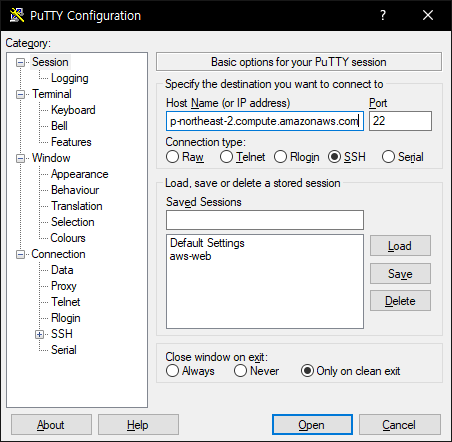 PuTTY Configuration
?
Category:
Session
Logging
Terminal
Keyboard
Bell
Features
Window
Appearance
Behaviour
Translation
Selection
Colours
Connection
Data
Proxy
Telnet
Rlogin
SSH
Serial
Basic options for your PuTTY session
Specify the destination you want to connect to
Host Name (or IP address) Port
p-northeast-2.compute.amazonaws.com 22
Connection type:
Raw Telnet Rlogin SSH Serial
Load, save or delete a stored session
Saved Sessions
Default Settings
aws-web
Load
Save
Delete
Close window on exit:
Always Never Only on clean exit
About Help Open Cancel